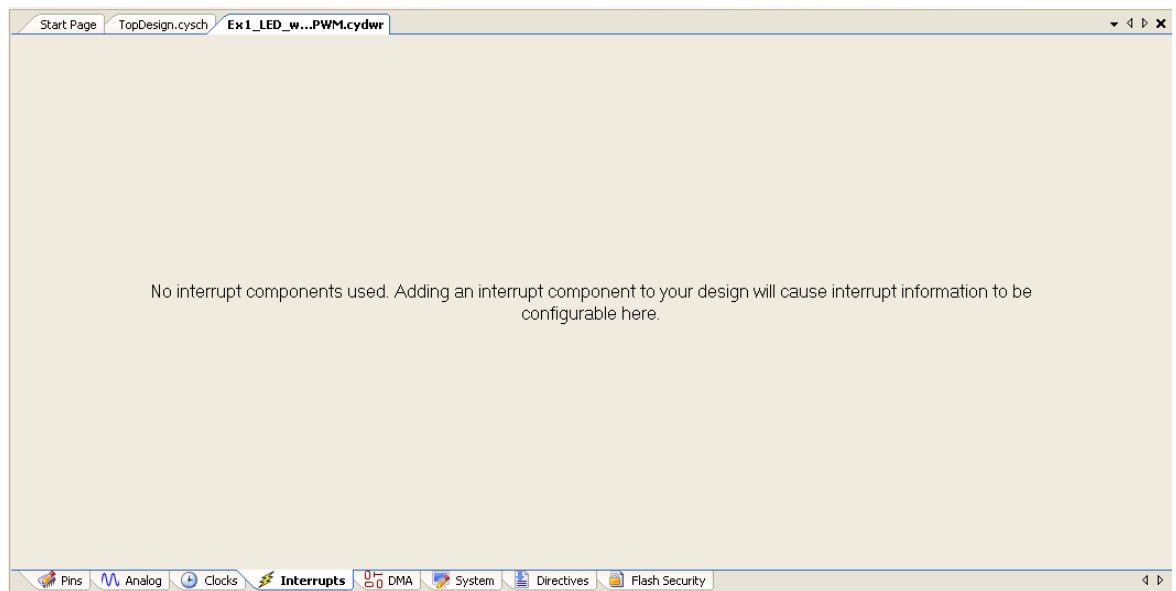 Start Page TopDesign.cysch Ex1_LED_w...PWM.cydwr
No interrupt components used. Adding an interrupt component to your design will cause interrupt information to be
configurable here.
Pins Analog Clocks Interrupts DMA System Directives Flash Security